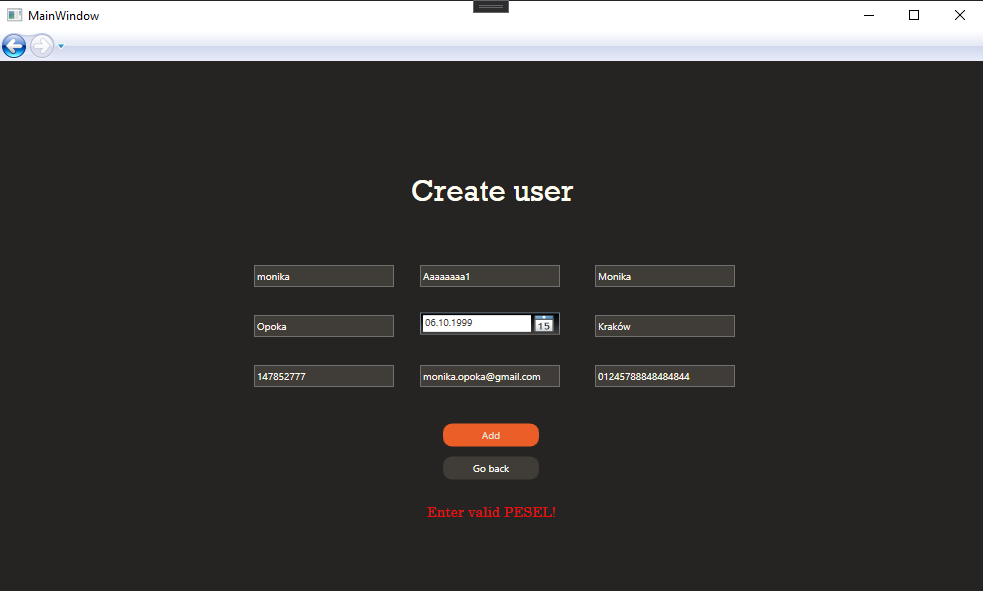 MainWindow
Create user
monika Aaaaaaaa1 Monika
Opoka 06.10.1999 15 Kraków
147852777 monika.opoka@gmail.com 01245788848484844
Add
Go back
Enter valid PESEL!